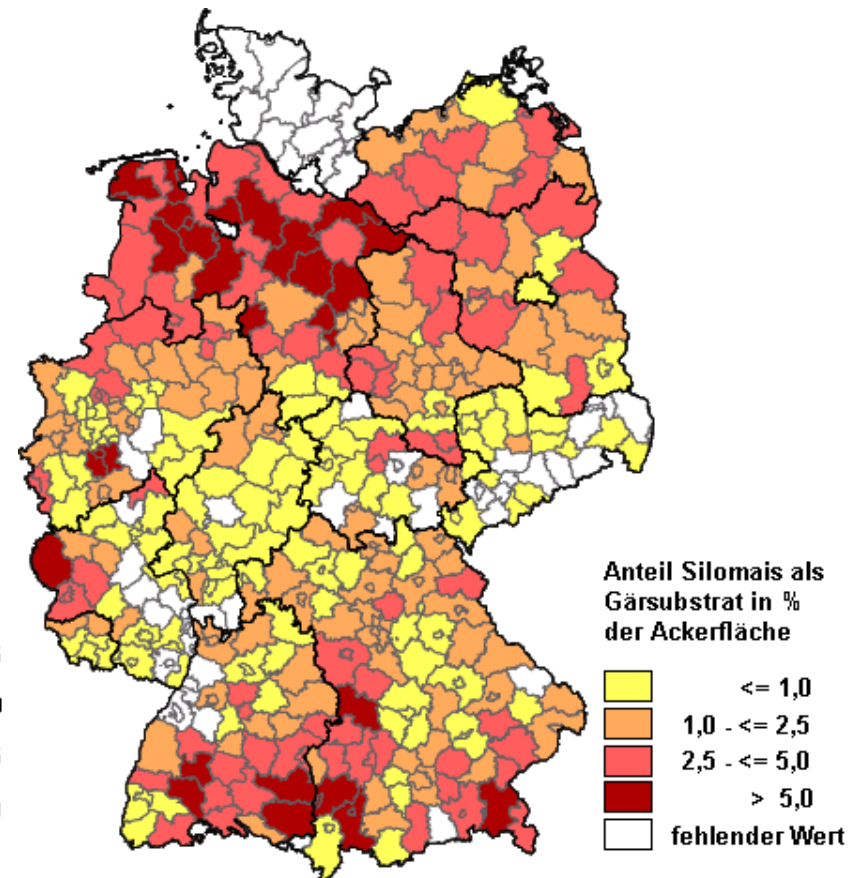 Anteil Silomais als
Gärsubstrat in %
der Ackerfläche
<= 1,0
1,0 - <= 2,5
2,5 - <= 5,0
> 5,0
fehlender Wert